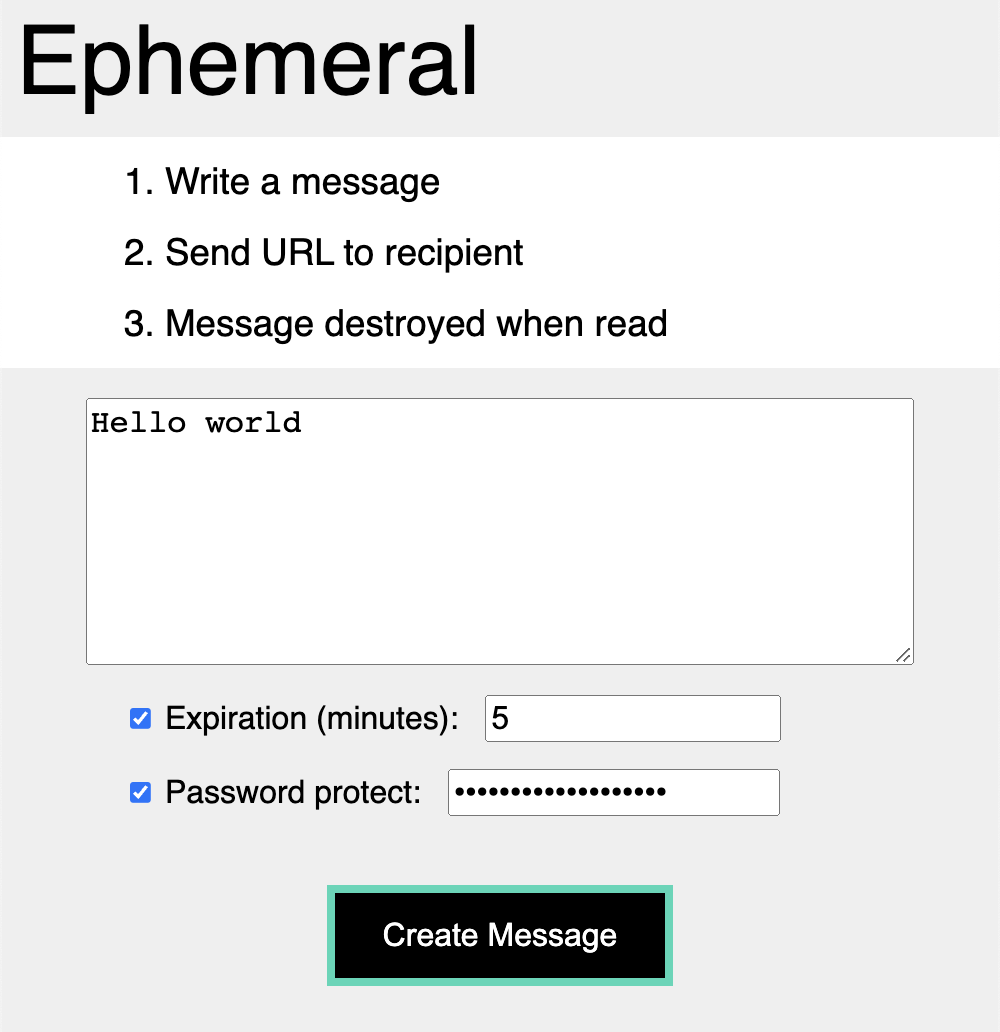 Ephemeral
1. Write a message
2. Send URL to recipient
3. Message destroyed when read
Hello world
Expiration (minutes): 5
Password protect: •••••••••••••••••••
Create Message